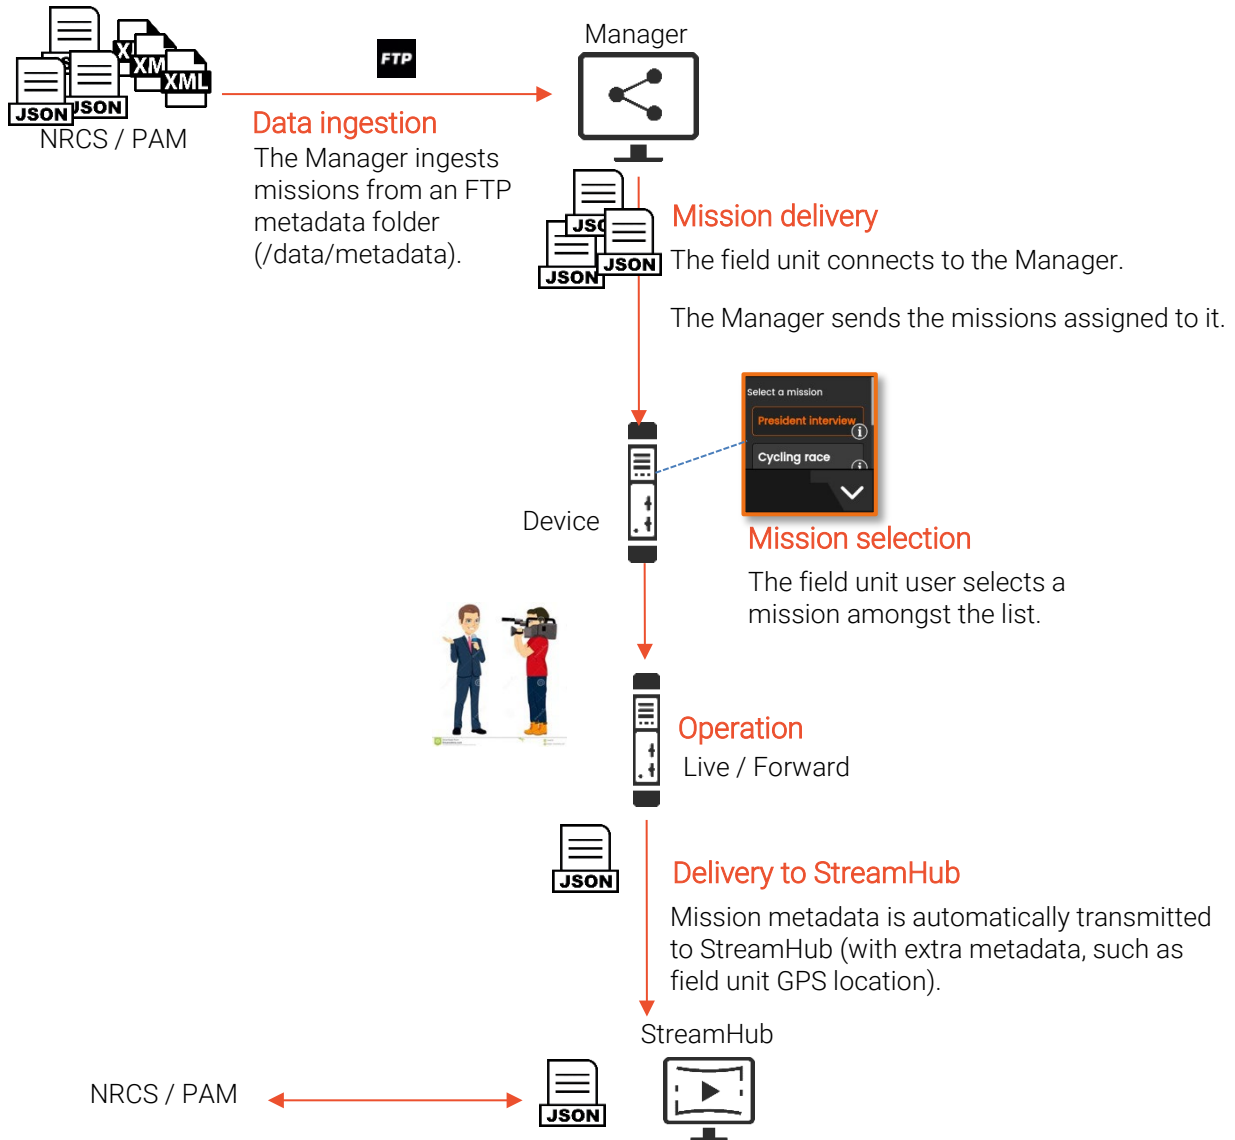 XML
XML
XML
JSON
JSON
JSON
NRCS / PAM
FTP
Manager
Data ingestion
The Manager ingests
missions from an FTP
metadata folder
(/data/metadata).
JSON
JSON
JSON
Mission delivery
The field unit connects to the Manager.
The Manager sends the missions assigned to it.
Select a mission
President interview
i
Cycling race
i
Device
Mission selection
The field unit user selects a
mission amongst the list.
Operation
Live / Forward
JSON
Delivery to StreamHub
Mission metadata is automatically transmitted
to StreamHub (with extra metadata, such as
field unit GPS location).
StreamHub
NRCS / PAM
JSON